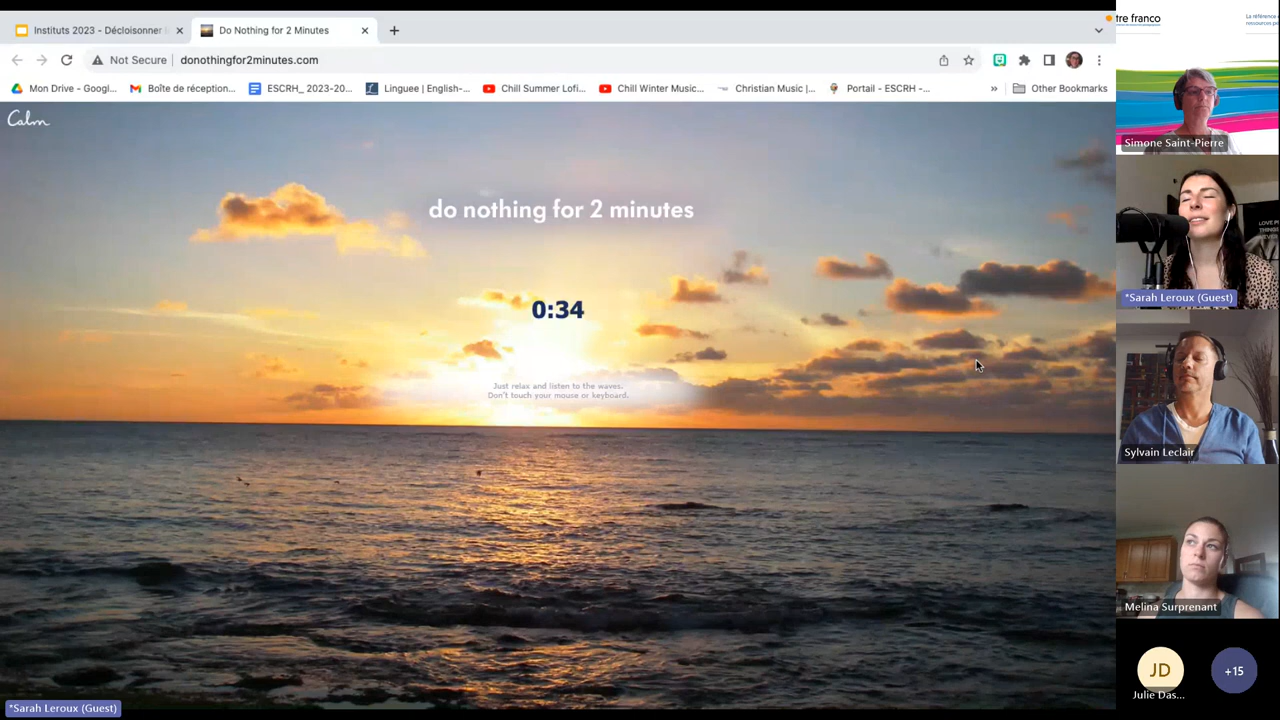 Instituts 2023 - Décloisonner
Do Nothing for 2 Minutes
Not Secure
donothingfor2minutes.com
Mon Drive - Googl...
Boîte de réception...
ESCRH_ 2023-20...
Linguee | English-...
Chill Summer Lofi...
Chill Winter Music...
Christian Music |...
Portail - ESCRH -...
»
Other Bookmarks
Calm
do nothing for 2 minutes
0:34
Just relax and listen to the waves.
Don't touch your mouse or keyboard.
*Sarah Leroux (Guest)
tre franco
La référence
ressources
Simone Saint-Pierre
*Sarah Leroux (Guest)
Sylvain Leclair
Melina Surprenant
JD
Julie Das...
+15